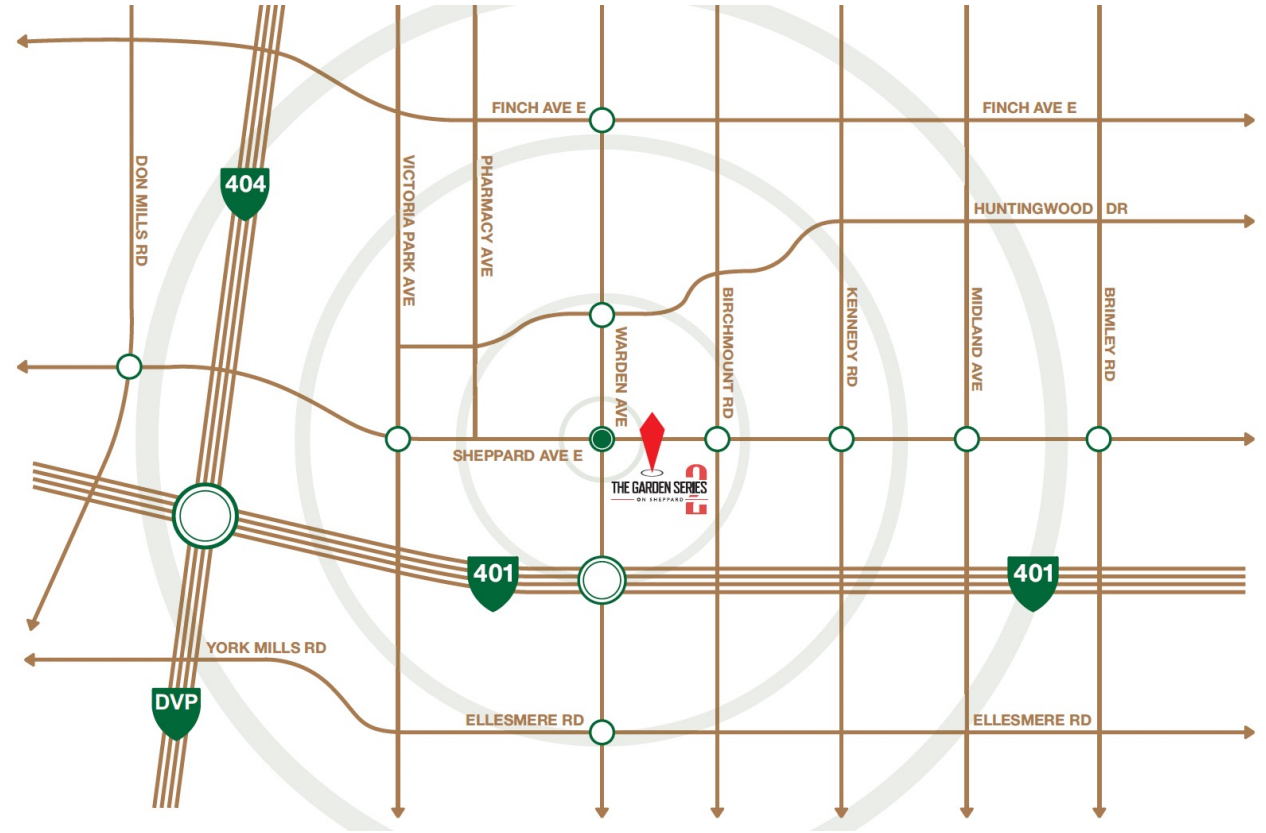 FINCH AVE E
FINCH AVE E
DON MILLS RD
404
VICTORIA PARK AVE
PHARMACY AVE
HUNTINGWOOD DR
WARDEN AVE
BIRCHMOUNT RD
KENNEDY RD
MIDLAND AVE
BRIMLEY RD
SHEPPARD AVE E
THE GARDEN SERIES
ON SHEPPARD
2
401
401
YORK MILLS RD
DVP
ELLESMERE RD
ELLESMERE RD